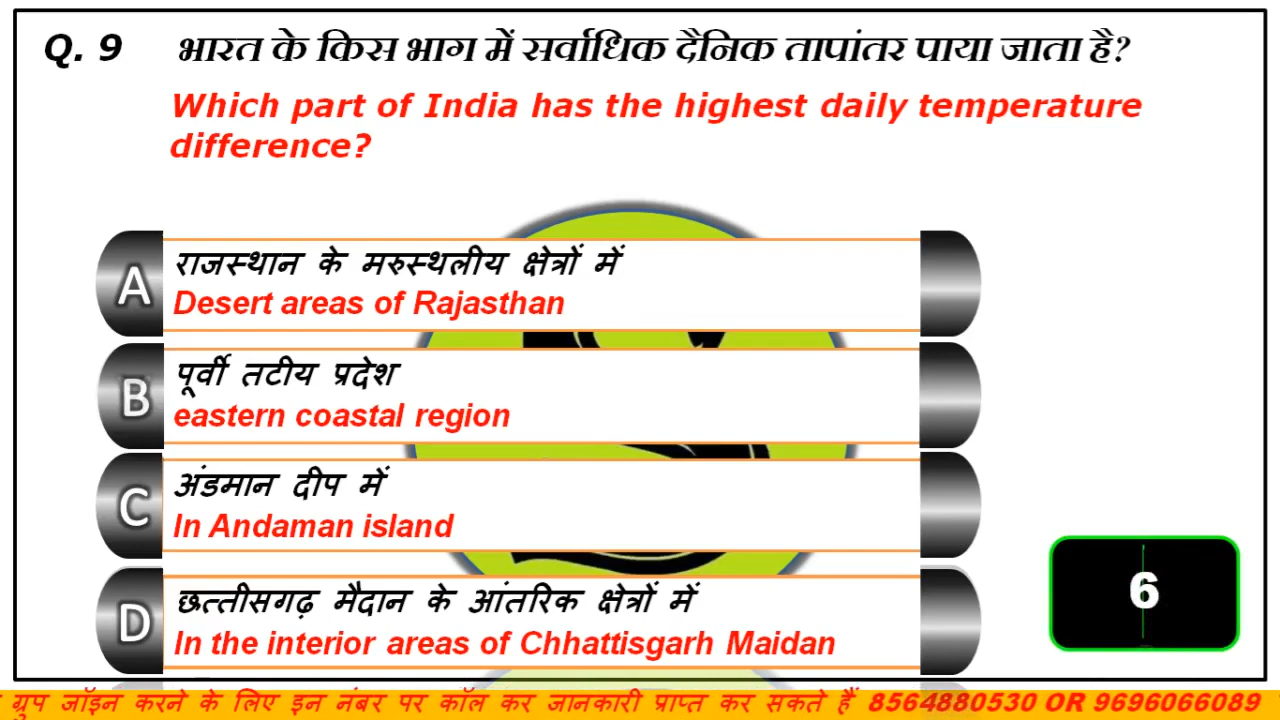 Q. 9 भारत के किस भाग में सर्वाधिक दैनिक तापांतर पाया जाता है?
Which part of India has the highest daily temperature
difference?
A राजस्थान के मरुस्थलीय क्षेत्रों में
Desert areas of Rajasthan
B पूर्वी तटीय प्रदेश
eastern coastal region
C अंडमान दीप में
In Andaman island
D छत्तीसगढ़ मैदान के आंतरिक क्षेत्रों में
In the interior areas of Chhattisgarh Maidan
6
ग्रुप जॉइन करने के लिए इन नंबर पर कॉल कर जानकारी प्राप्त कर सकते हैं 8564880530 OR 9696066089